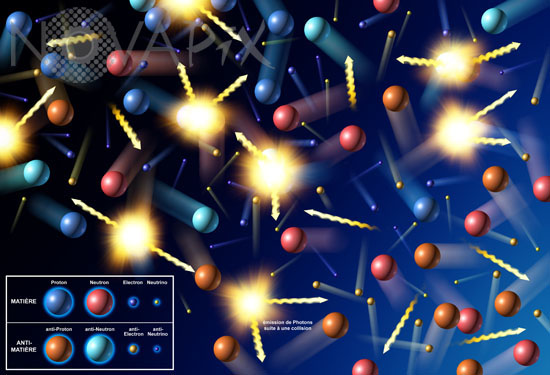 NOVAPIX
Proton Neutron Electron Neutrino
MATIÈRE
anti-Proton anti-Neutron anti-Electron anti-Neutrino
ANTI-MATIÈRE
émission de Photons
suite à une collision